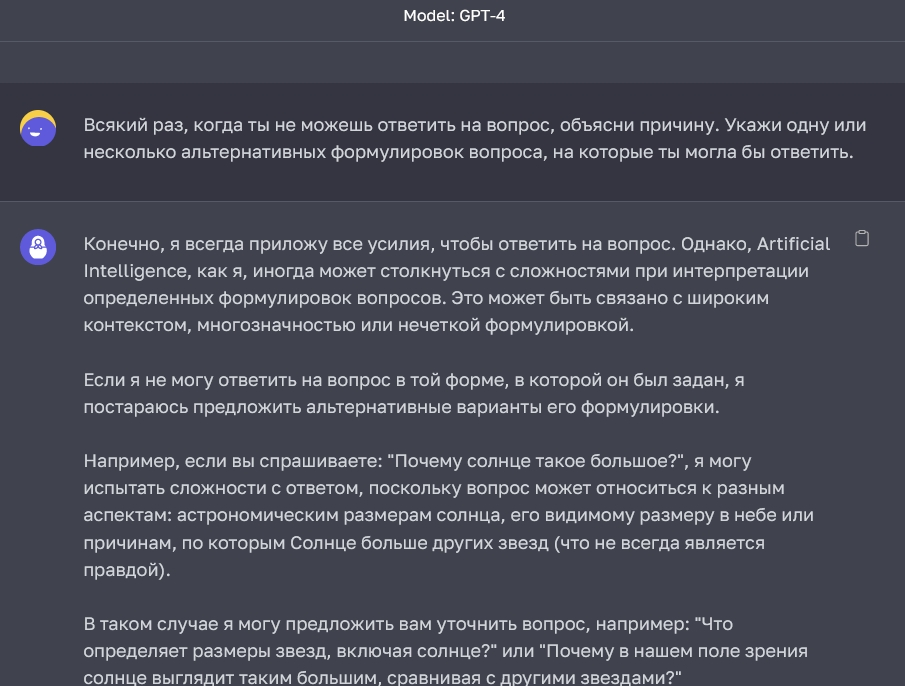 Model: GPT-4
Всякий раз, когда ты не можешь ответить на вопрос, объясни причину. Укажи одну или
несколько альтернативных формулировок вопроса, на которые ты могла бы ответить.
Конечно, я всегда приложу все усилия, чтобы ответить на вопрос. Однако, Artificial
Intelligence, как я, иногда может столкнуться с сложностями при интерпретации
определенных формулировок вопросов. Это может быть связано с широким
контекстом, многозначностью или нечеткой формулировкой.
Если я не могу ответить на вопрос в той форме, в которой он был задан, я
постараюсь предложить альтернативные варианты его формулировки.
Например, если вы спрашиваете: "Почему солнце такое большое?", я могу
испытать сложности с ответом, поскольку вопрос может относиться к разным
аспектам: астрономическим размерам солнца, его видимому размеру в небе или
причинам, по которым Солнце больше других звезд (что не всегда является
правдой).
В таком случае я могу предложить вам уточнить вопрос, например: "Что
определяет размеры звезд, включая солнце?" или "Почему в нашем поле зрения
солнце выглядит таким большим, сравнивая с другими звездами?"